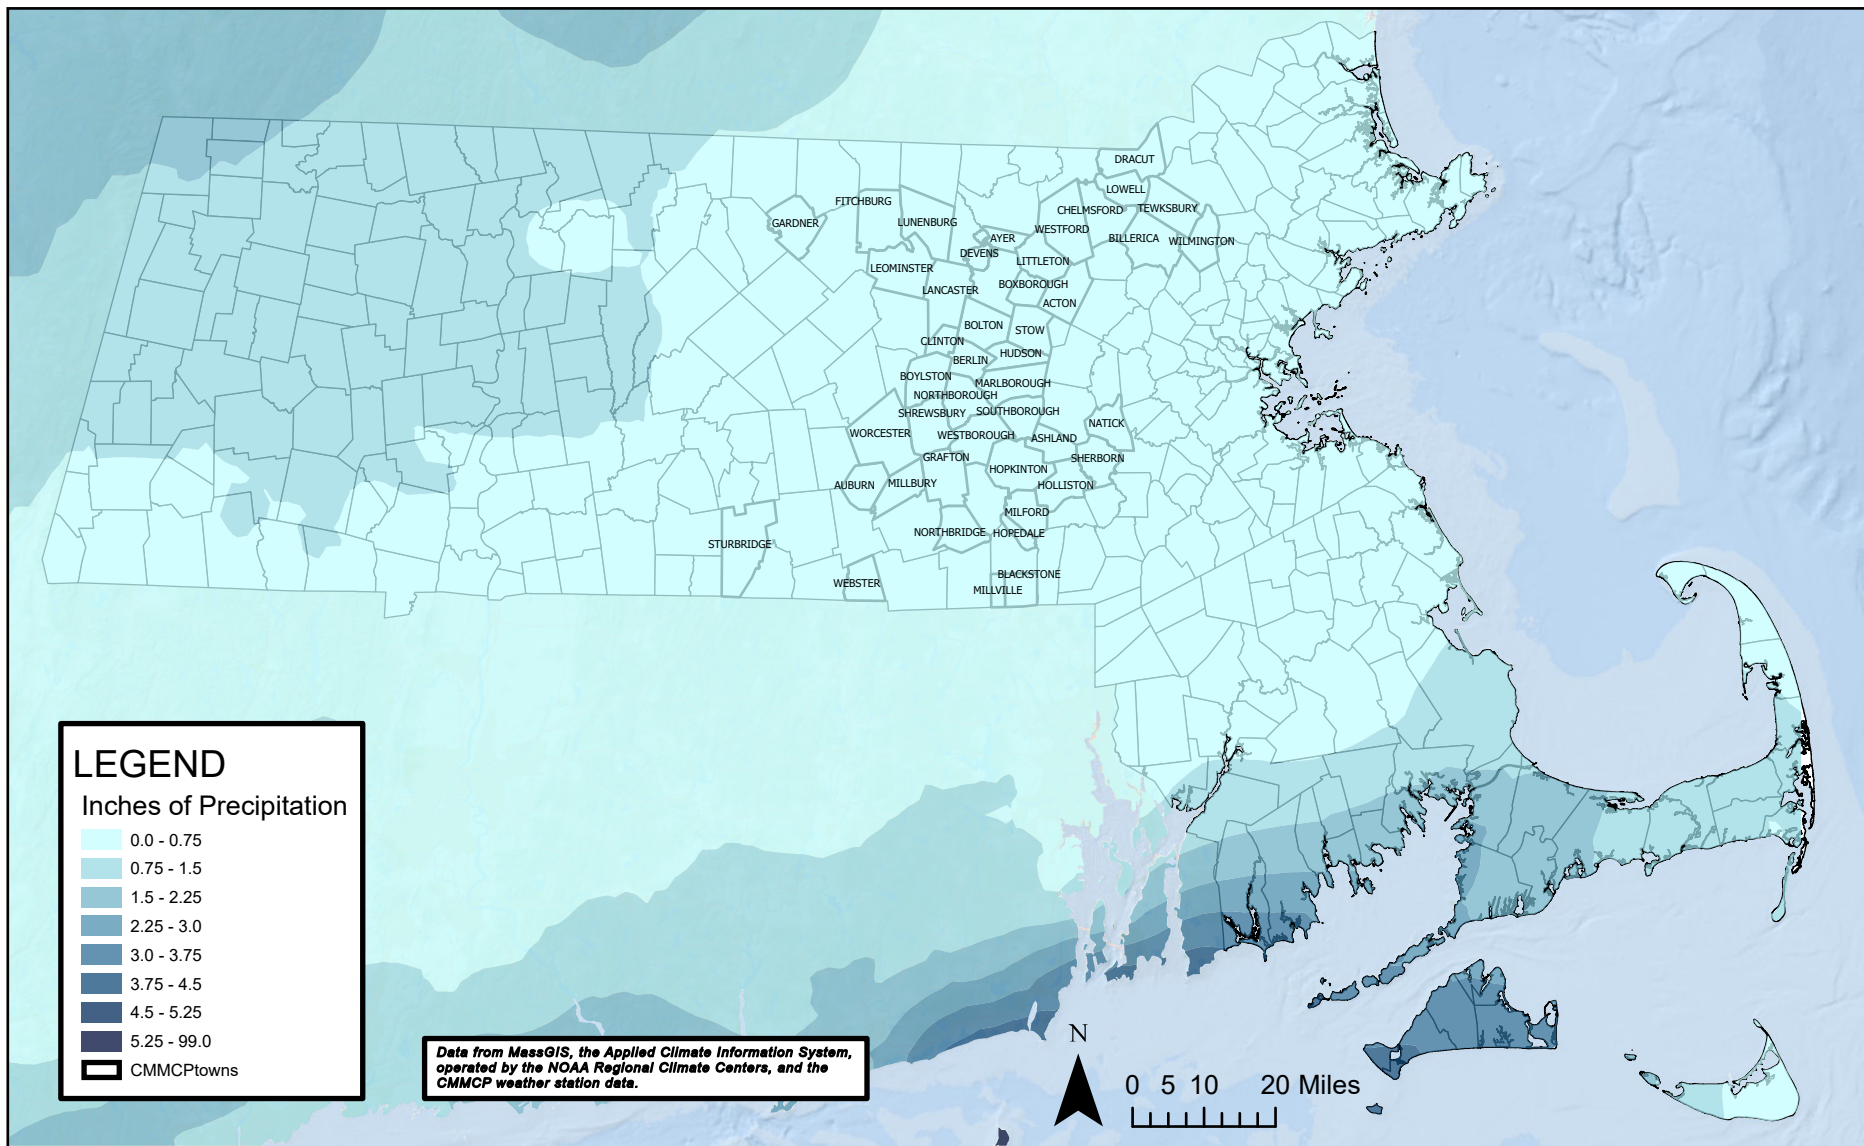 DRACUT
LOWELL
FITCHBURG
CHELMSFORD
TEWKSBURY
GARDNER
LUNENBURG
WESTFORD
AYER
BILLERICA
WILMINGTON
DEVENS
LITTLETON
LEOMINSTER
LANCASTER
BOXBOROUGH
ACTON
BOLTON
STOW
CLINTON
HUDSON
BERLIN
BOYLSTON
MARLBOROUGH
NORTHBOROUGH
SHREWSBURY
SOUTHBOROUGH
NATICK
WORCESTER
WESTBOROUGH
ASHLAND
GRAFTON
SHERBORN
HOPKINTON
AUBURN
MILLBURY
HOLLISTON
MILFORD
NORTHBRIDGE
HOPEDALE
STURBRIDGE
BLACKSTONE
WEBSTER
MILLVILLE
LEGEND
Inches of Precipitation
0.0 - 0.75
0.75 - 1.5
1.5 - 2.25
2.25 - 3.0
3.0 - 3.75
3.75 - 4.5
4.5 - 5.25
5.25 - 99.0
CMMCPtowns
Data from MassGIS, the Applied Climate Information System,
operated by the NOAA Regional Climate Centers, and the
CMMCP weather station data.
N
0 5 10 20 Miles